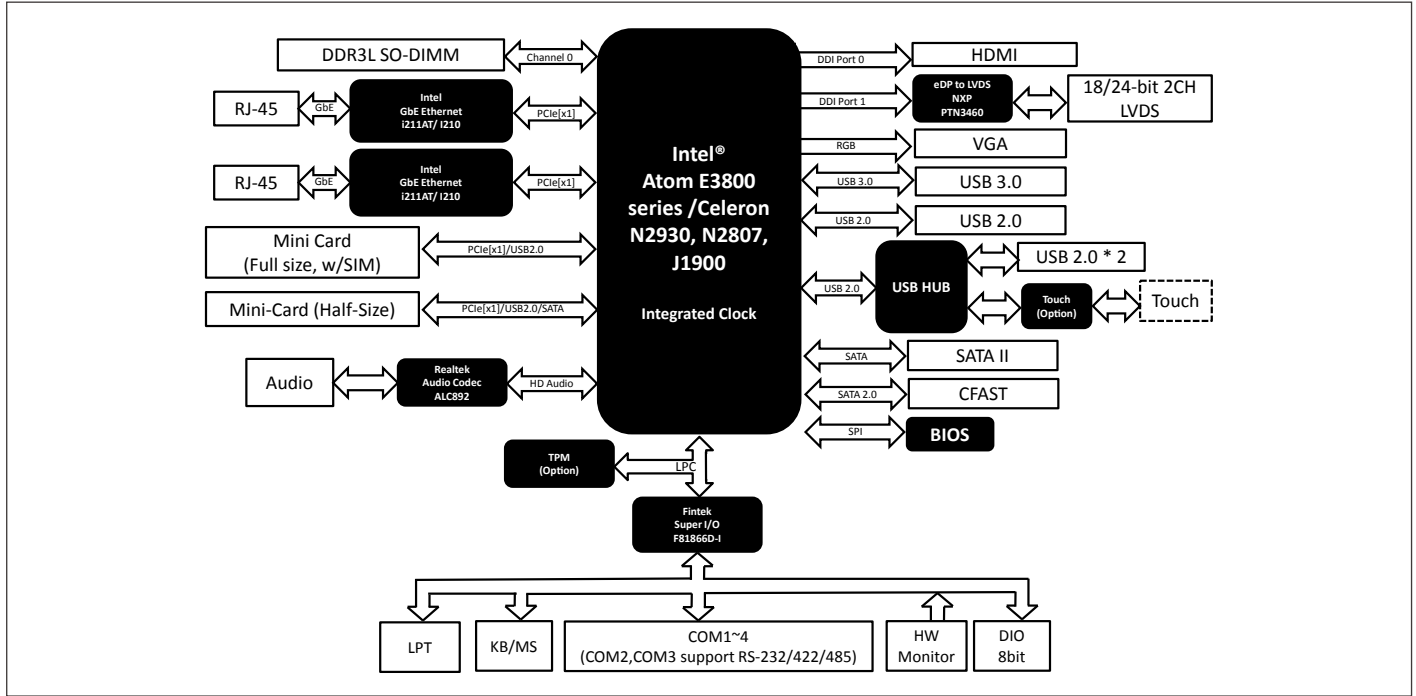 DDR3L SO-DIMM
Channel 0
RJ-45
GbE
Intel
GbE Ethernet
i211AT/ I210
PCIe[x1]
RJ-45
GbE
Intel
GbE Ethernet
i211AT/ I210
PCIe[x1]
Mini Card
(Full size, w/SIM)
PCIe[x1]/USB2.0
Mini-Card (Half-Size)
PCIe[x1]/USB2.0/SATA
Audio
Realtek
Audio Codec
ALC892
HD Audio
Intel®
Atom E3800
series /Celeron
N2930, N2807,
J1900
Integrated Clock
DDI Port 0
HDMI
DDI Port 1
eDP to LVDS
NXP
PTN3460
18/24-bit 2CH
LVDS
RGB
VGA
USB 3.0
USB 3.0
USB 2.0
USB 2.0
USB 2.0
USB HUB
USB 2.0 * 2
Touch
(Option)
Touch
SATA
SATA II
SATA 2.0
CFAST
SPI
BIOS
TPM
(Option)
LPC
Fintek
Super I/O
F81866D-I
LPT
KB/MS
COM1~4
(COM2,COM3 support RS-232/422/485)
HW
Monitor
DIO
8bit